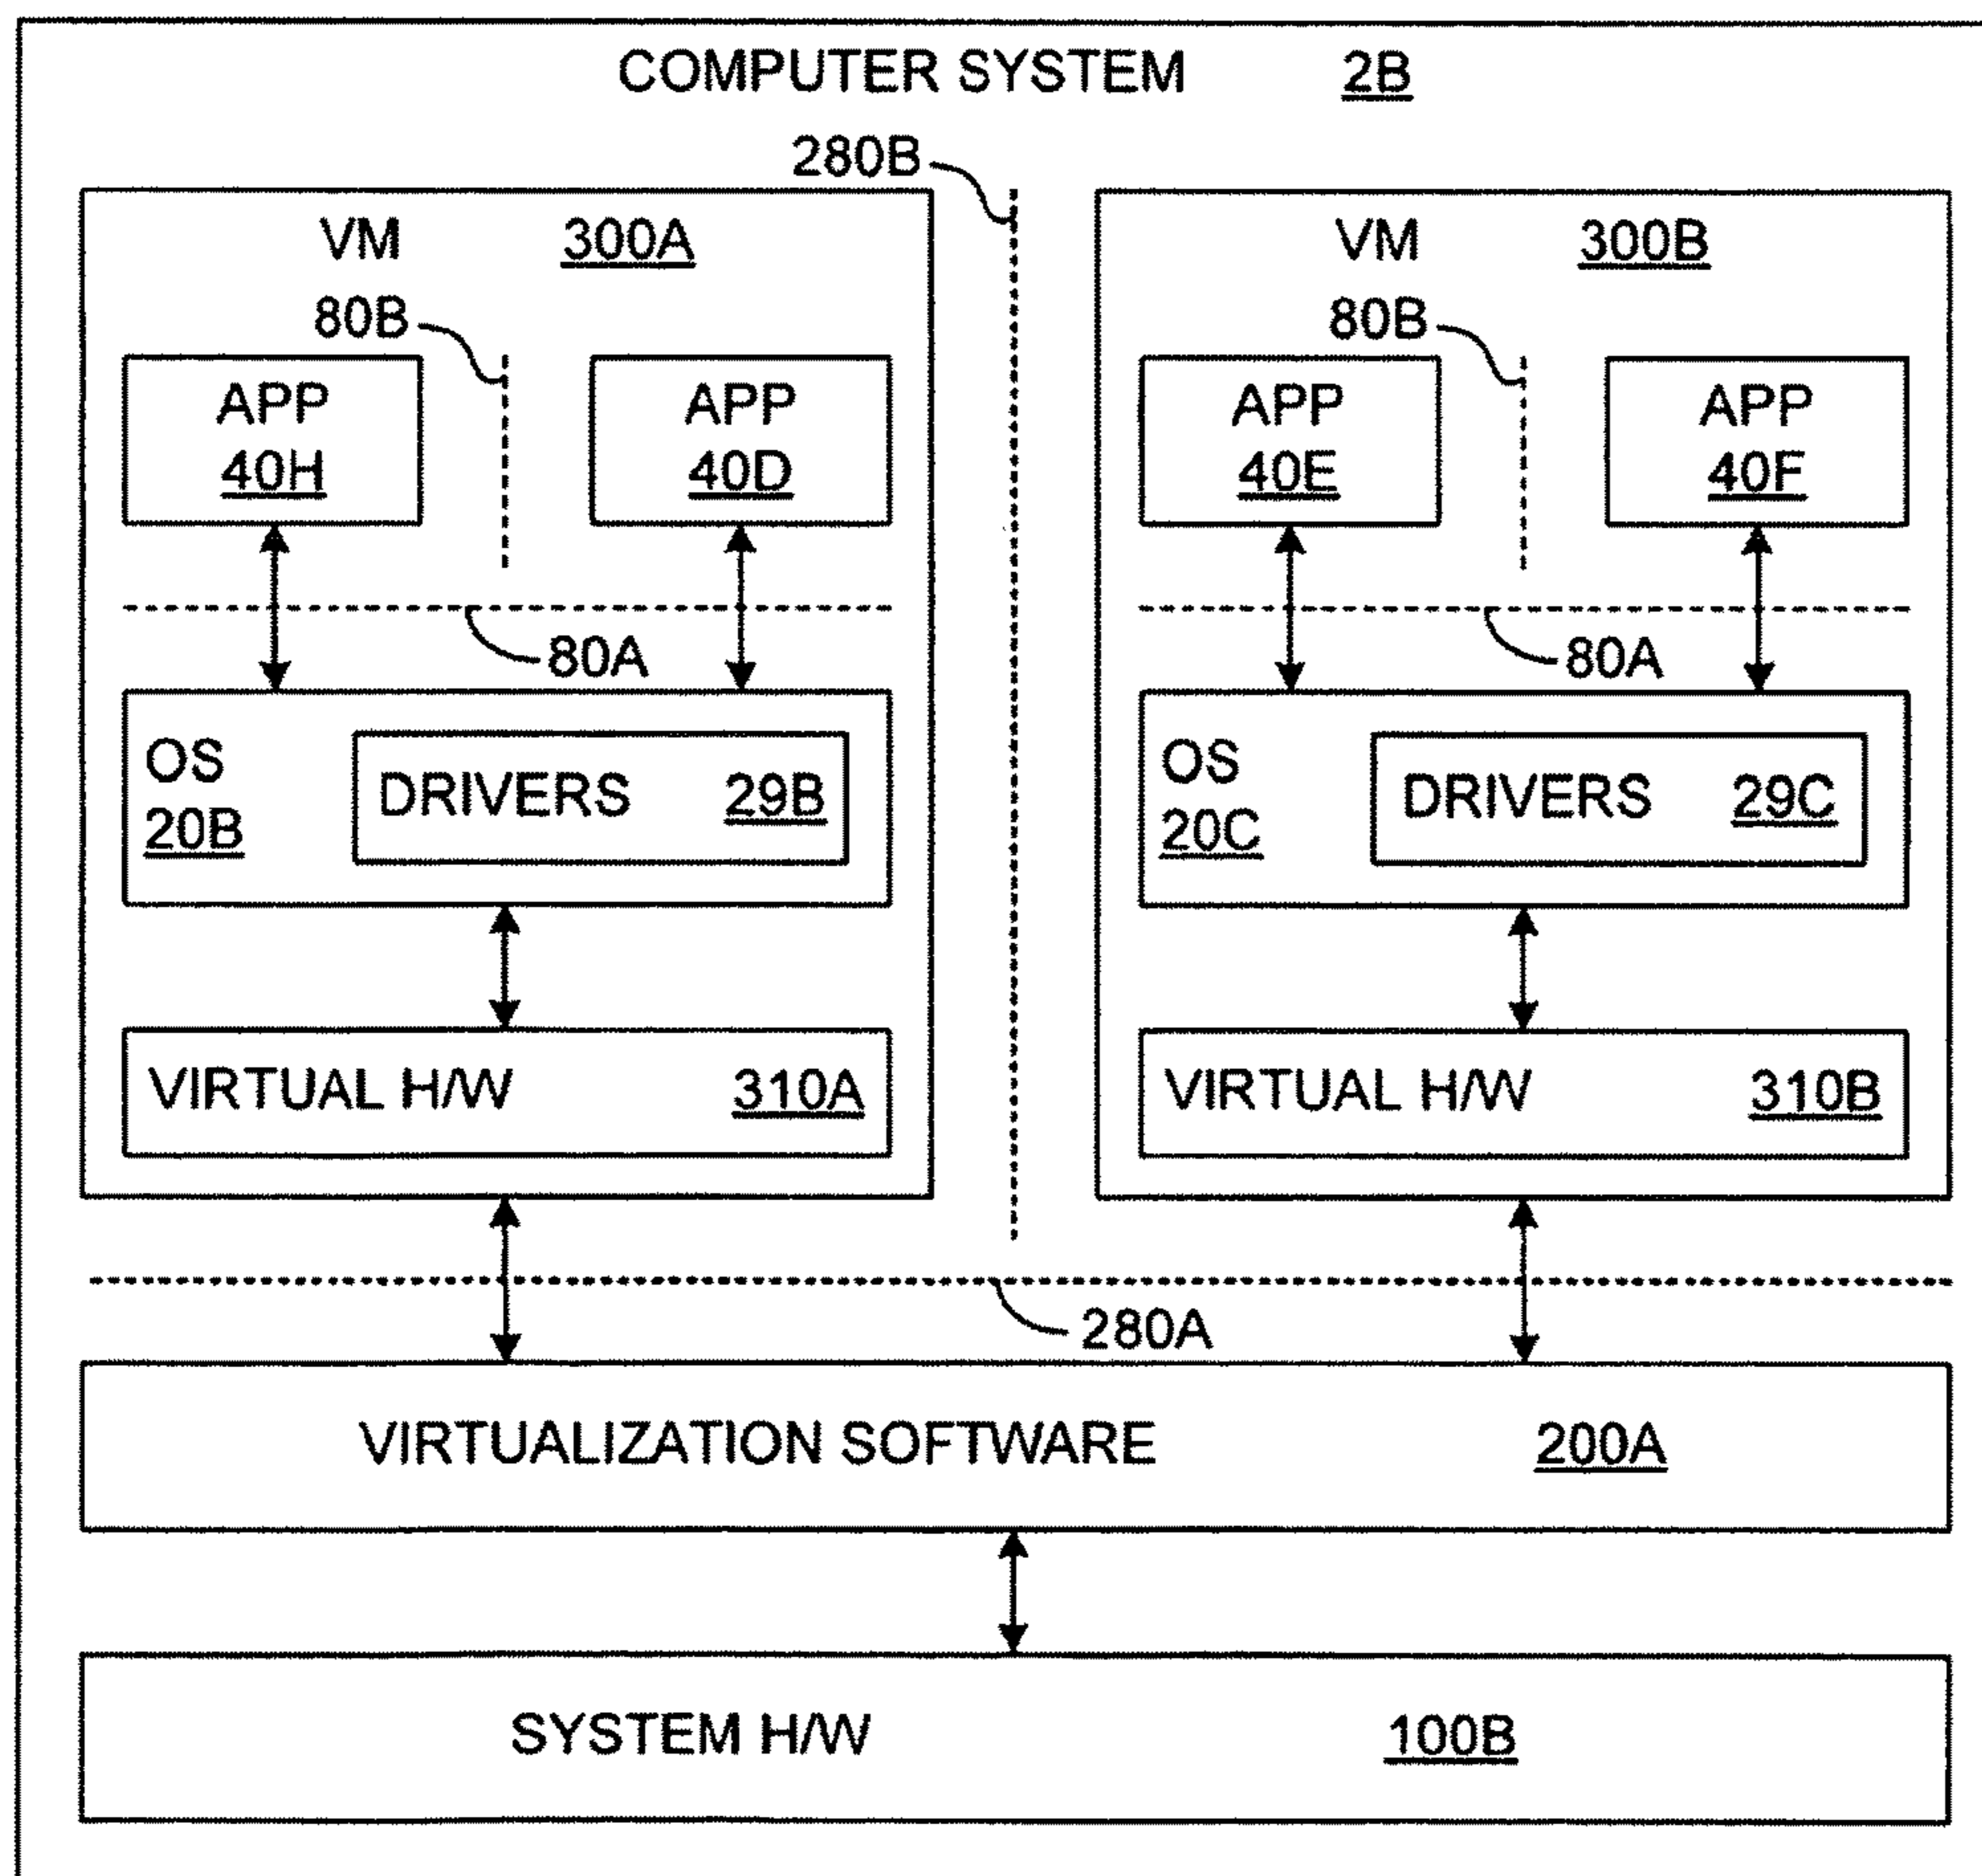 COMPUTER SYSTEM 2B
280B
VM 300A
80B
APP
40H
APP
40D
80A
OS
20B
DRIVERS 29B
VIRTUAL H/W 310A
VM 300B
80B
APP
40E
APP
40F
80A
OS
20C
DRIVERS 29C
VIRTUAL H/W 310B
280A
VIRTUALIZATION SOFTWARE 200A
SYSTEM H/W 100B